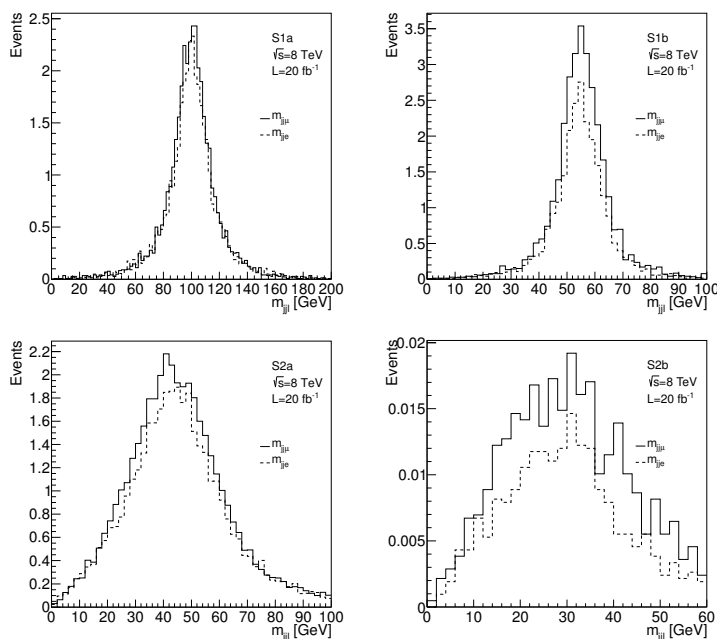 Events
2.5
2
1.5
1
0.5
0
0 20 40 60 80 100 120 140 160 180 200
m_jjl [GeV]
S1a
√s=8 TeV
L=20 fb⁻¹
m_jjμ
m_jje
Events
3.5
3
2.5
2
1.5
1
0.5
0
0 10 20 30 40 50 60 70 80 90 100
m_jjl [GeV]
S1b
√s=8 TeV
L=20 fb⁻¹
m_jjμ
m_jje
Events
2.2
2
1.8
1.6
1.4
1.2
1
0.8
0.6
0.4
0.2
0
0 10 20 30 40 50 60 70 80 90 100
m_jjl [GeV]
S2a
√s=8 TeV
L=20 fb⁻¹
m_jjμ
m_jje
Events
0.02
0.015
0.01
0.005
0
0 10 20 30 40 50 60
m_jjl [GeV]
S2b
√s=8 TeV
L=20 fb⁻¹
m_jjμ
m_jje